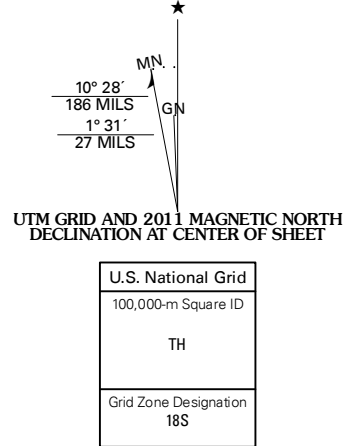 ★
MN
10° 28´
186 MILS
GN
1° 31´
27 MILS
UTM GRID AND 2011 MAGNETIC NORTH
DECLINATION AT CENTER OF SHEET
U.S. National Grid
100,000-m Square ID
TH
Grid Zone Designation
18S